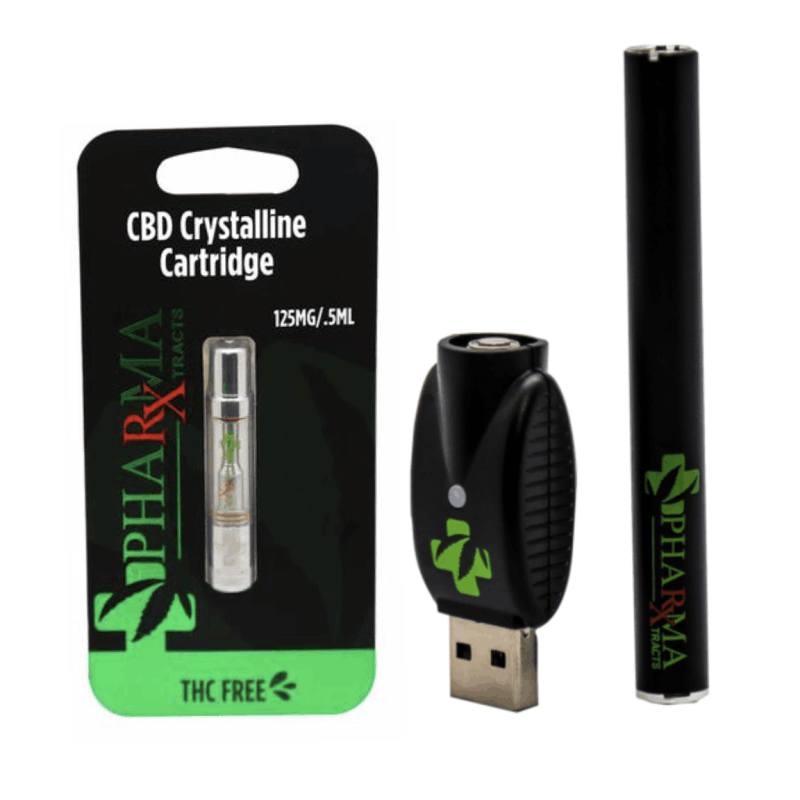 CBD Crystalline
Cartridge
125MG/.5ML
PHARMA
XTRACTS
THC FREE
PHARMA
XTRACTS